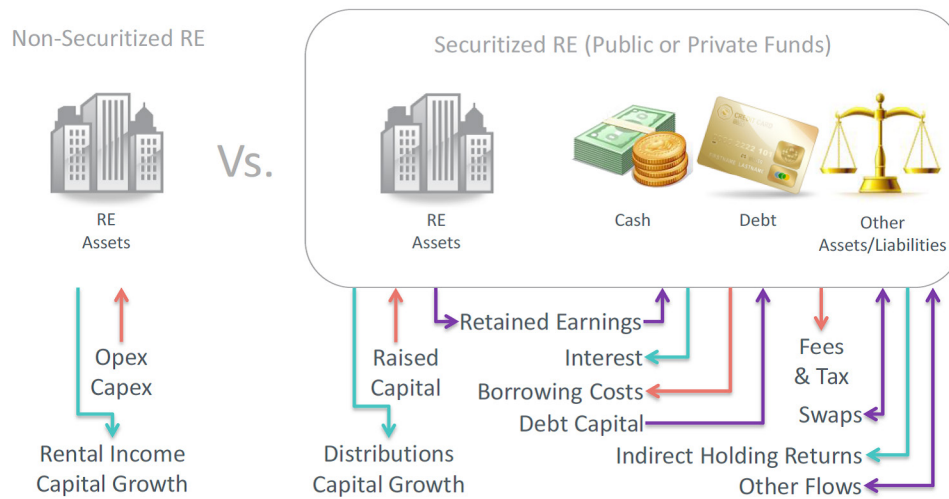 Non-Securitized RE
Securitized RE (Public or Private Funds)
Vs.
RE
Assets
RE
Assets
Cash
Debt
Other
Assets/Liabilities
Opex
Capex
Rental Income
Capital Growth
Raised
Capital
Distributions
Capital Growth
Retained Earnings
Interest
Borrowing Costs
Debt Capital
Fees
& Tax
Swaps
Indirect Holding Returns
Other Flows